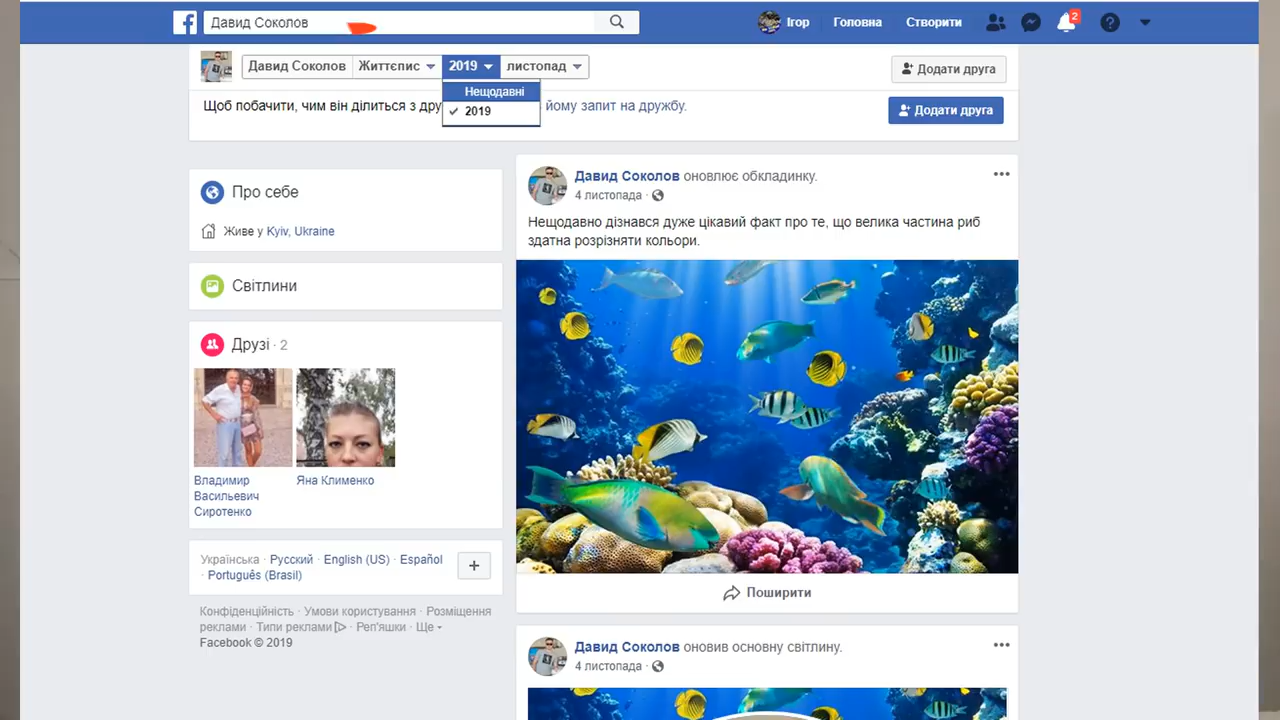 Давид Соколов
Ігор
Головна
Створити
2
Давид Соколов
Життєпис
2019
листопад
Додати друга
Нещодавні
2019
Щоб побачити, чим він ділиться з дру
йому запит на дружбу.
Додати друга
Про себе
Живе у Kyiv, Ukraine
Світлини
Друзі · 2
Владимир
Васильевич
Сиротенко
Яна Клименко
Українська · Русский · English (US) · Español
· Português (Brasil)
Конфіденційність · Умови користування · Розміщення
реклами · Типи реклами · Реп'яшки · Ще
Facebook © 2019
Давид Соколов оновлює обкладинку.
4 листопада
Нещодавно дізнався дуже цікавий факт про те, що велика частина риб
здатна розрізняти кольори.
Поширити
Давид Соколов оновив основну світлину.
4 листопада